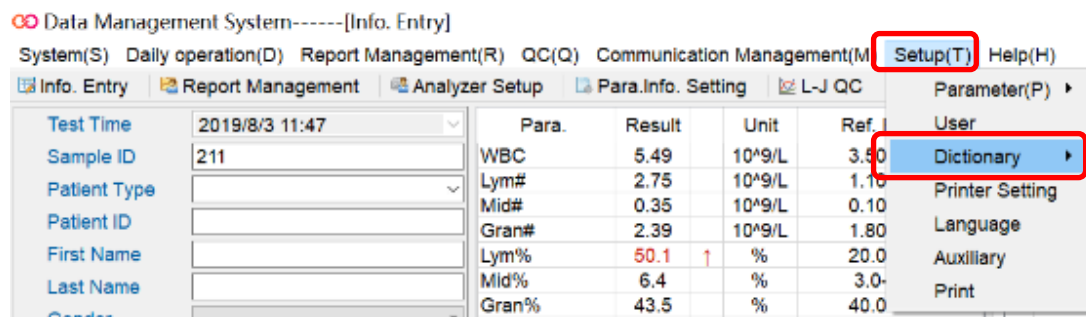 Data Management System------[Info. Entry]
System(S) Daily operation(D) Report Management(R) QC(Q) Communication Management(M) Setup(T) Help(H)
Info. Entry Report Management Analyzer Setup Para.Info. Setting L-J QC
Parameter(P)
User
Dictionary
Printer Setting
Language
Auxiliary
Print
Test Time 2019/8/3 11:47
Sample ID 211
Patient Type
Patient ID
First Name
Last Name
Para. Result Unit Ref.
WBC 5.49 10^9/L 3.50
Lym# 2.75 10^9/L 1.10
Mid# 0.35 10^9/L 0.10
Gran# 2.39 10^9/L 1.80
Lym% 50.1 ↑ % 20.0
Mid% 6.4 % 3.0-
Gran% 43.5 % 40.0